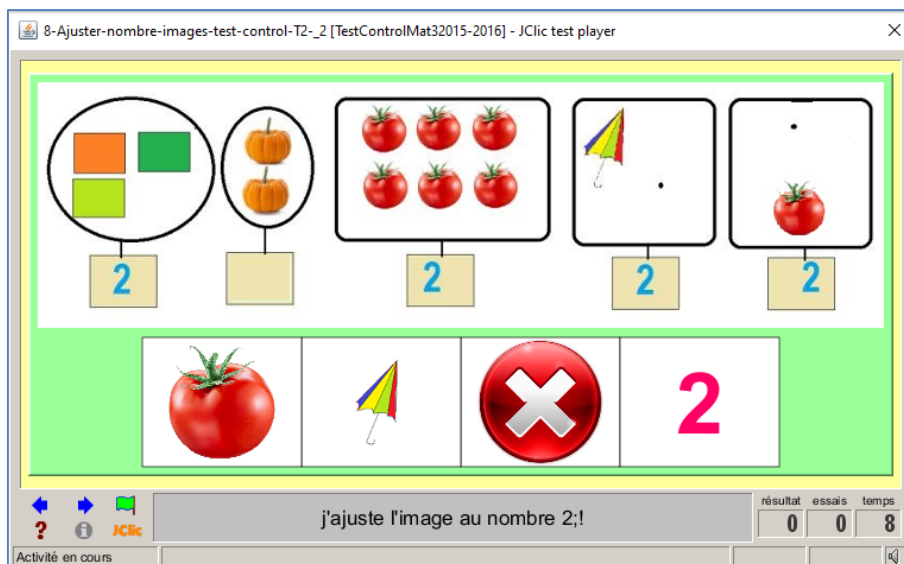 8-Ajuster-nombre-images-test-control-T2-_2 [TestControlMat32015-2016] - JClic test player
2 2 2 2
2
? i JClic
j'ajuste l'image au nombre 2;!
résultat essais temps
0 0 8
Activité en cours